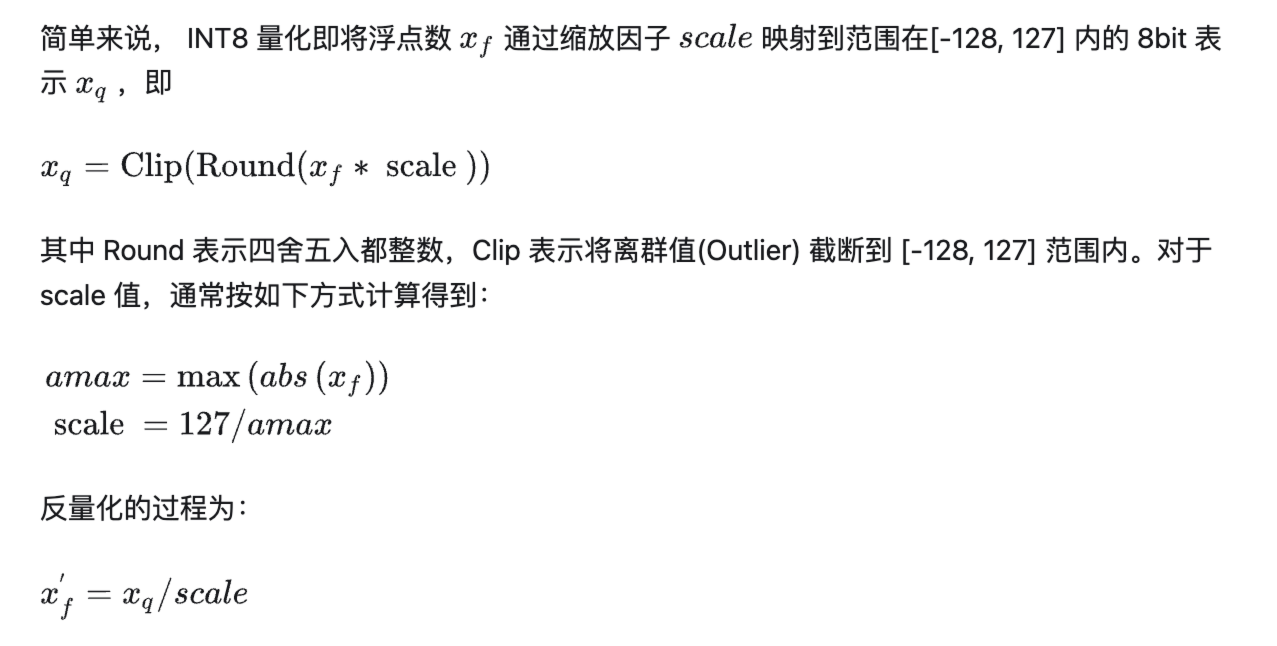 简单来说， INT8 量化即将浮点数 x_f 通过缩放因子 scale 映射到范围在[-128, 127] 内的 8bit 表
示 x_q ，即
x_q = Clip(Round(x_f * scale ))
其中 Round 表示四舍五入都整数，Clip 表示将离群值(Outlier) 截断到 [-128, 127] 范围内。对于
scale 值，通常按如下方式计算得到：
amax = max (abs (x_f))
scale = 127/amax
反量化的过程为：
x_f' = x_q/scale